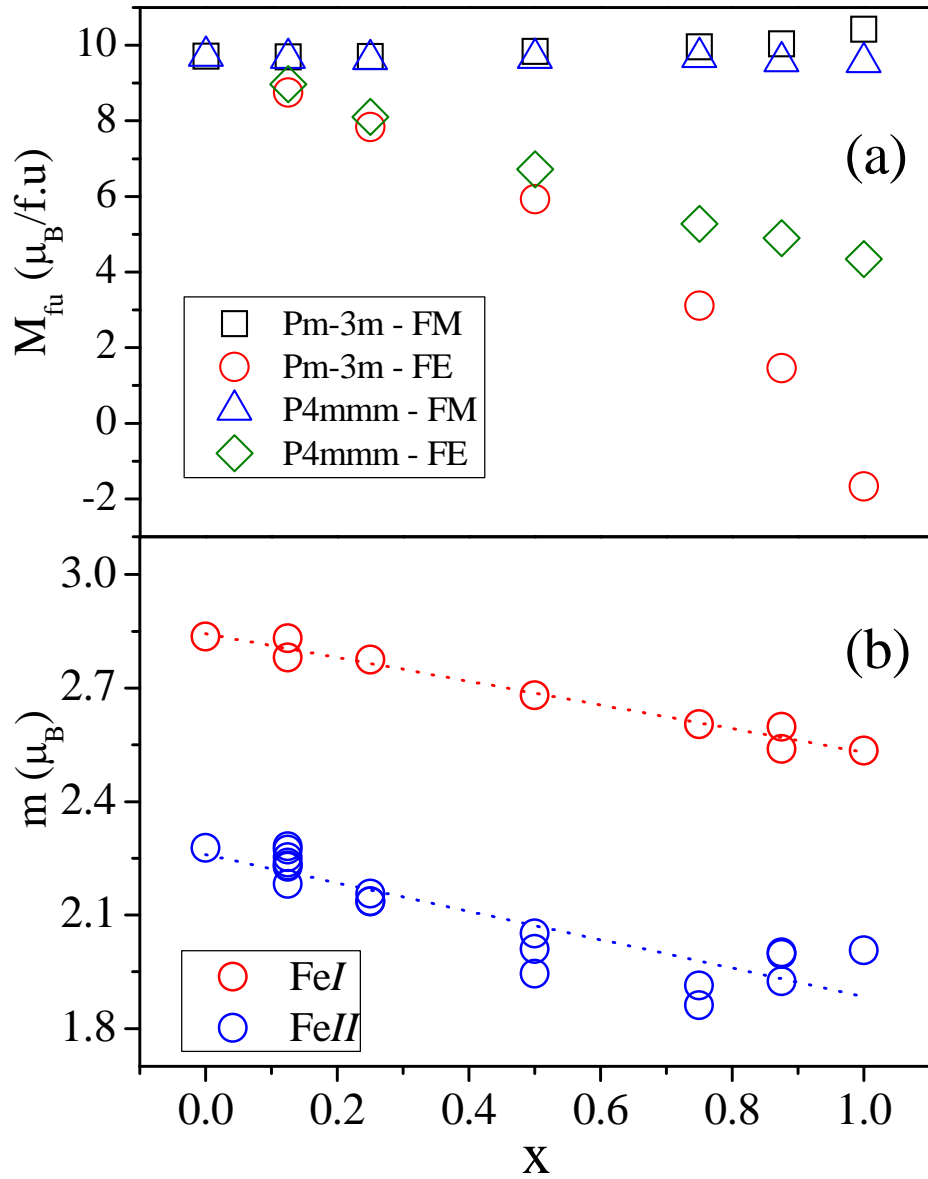 10
8
6
4
2
0
-2
M_fu (μ_B/f.u)
(a)
Pm-3m - FM
Pm-3m - FE
P4mmm - FM
P4mmm - FE
3.0
2.7
2.4
2.1
1.8
m (μ_B)
(b)
FeI
FeII
0.0 0.2 0.4 0.6 0.8 1.0
x